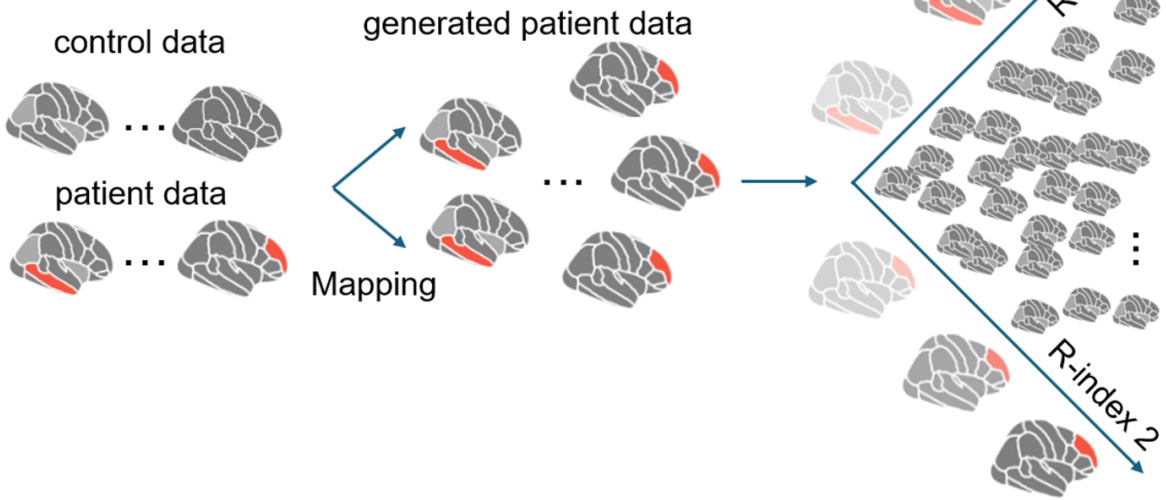 generated patient data
control data
patient data
Mapping
R-index 2